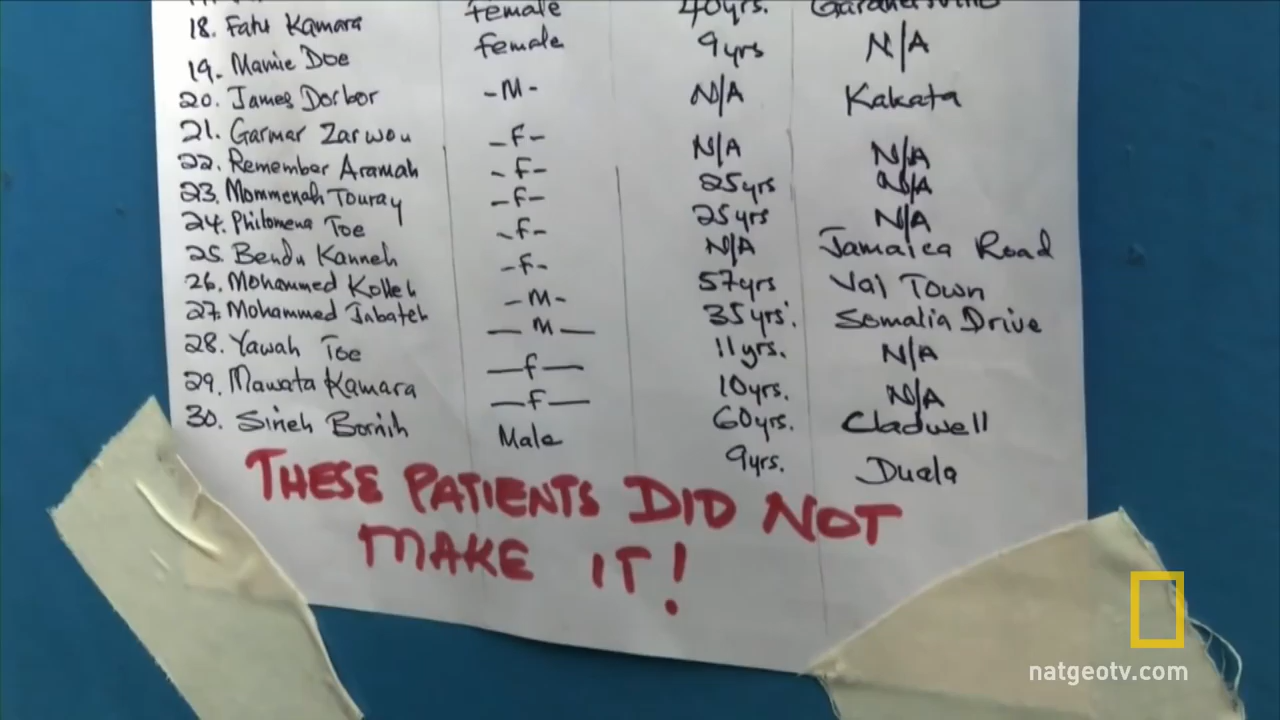 18. Fatu Kamara female 40yrs. Gardnersville
19. Mamie Doe female 9yrs N/A
20. James Dorbor -M- N/A Kakata
21. Garmar Zarwou -F- N/A N/A
22. Remember Aramah -F- 25yrs N/A
23. Mommenah Touray -F- 25yrs N/A
24. Philomena Toe -F- N/A Jamaica Road
25. Bendu Kanneh -F- 57yrs Vai Town
26. Mohammed Kolleh -M- 35yrs. Somalia Drive
27. Mohammed Jabateh -M- 11yrs. N/A
28. Yawah Toe -f- 10yrs. N/A
29. Mawata Kamara -F- 60yrs. Cladwell
30. Sineh Bornih Male 9yrs. Duala
THESE PATIENTS DID NOT
MAKE IT!
natgeotv.com